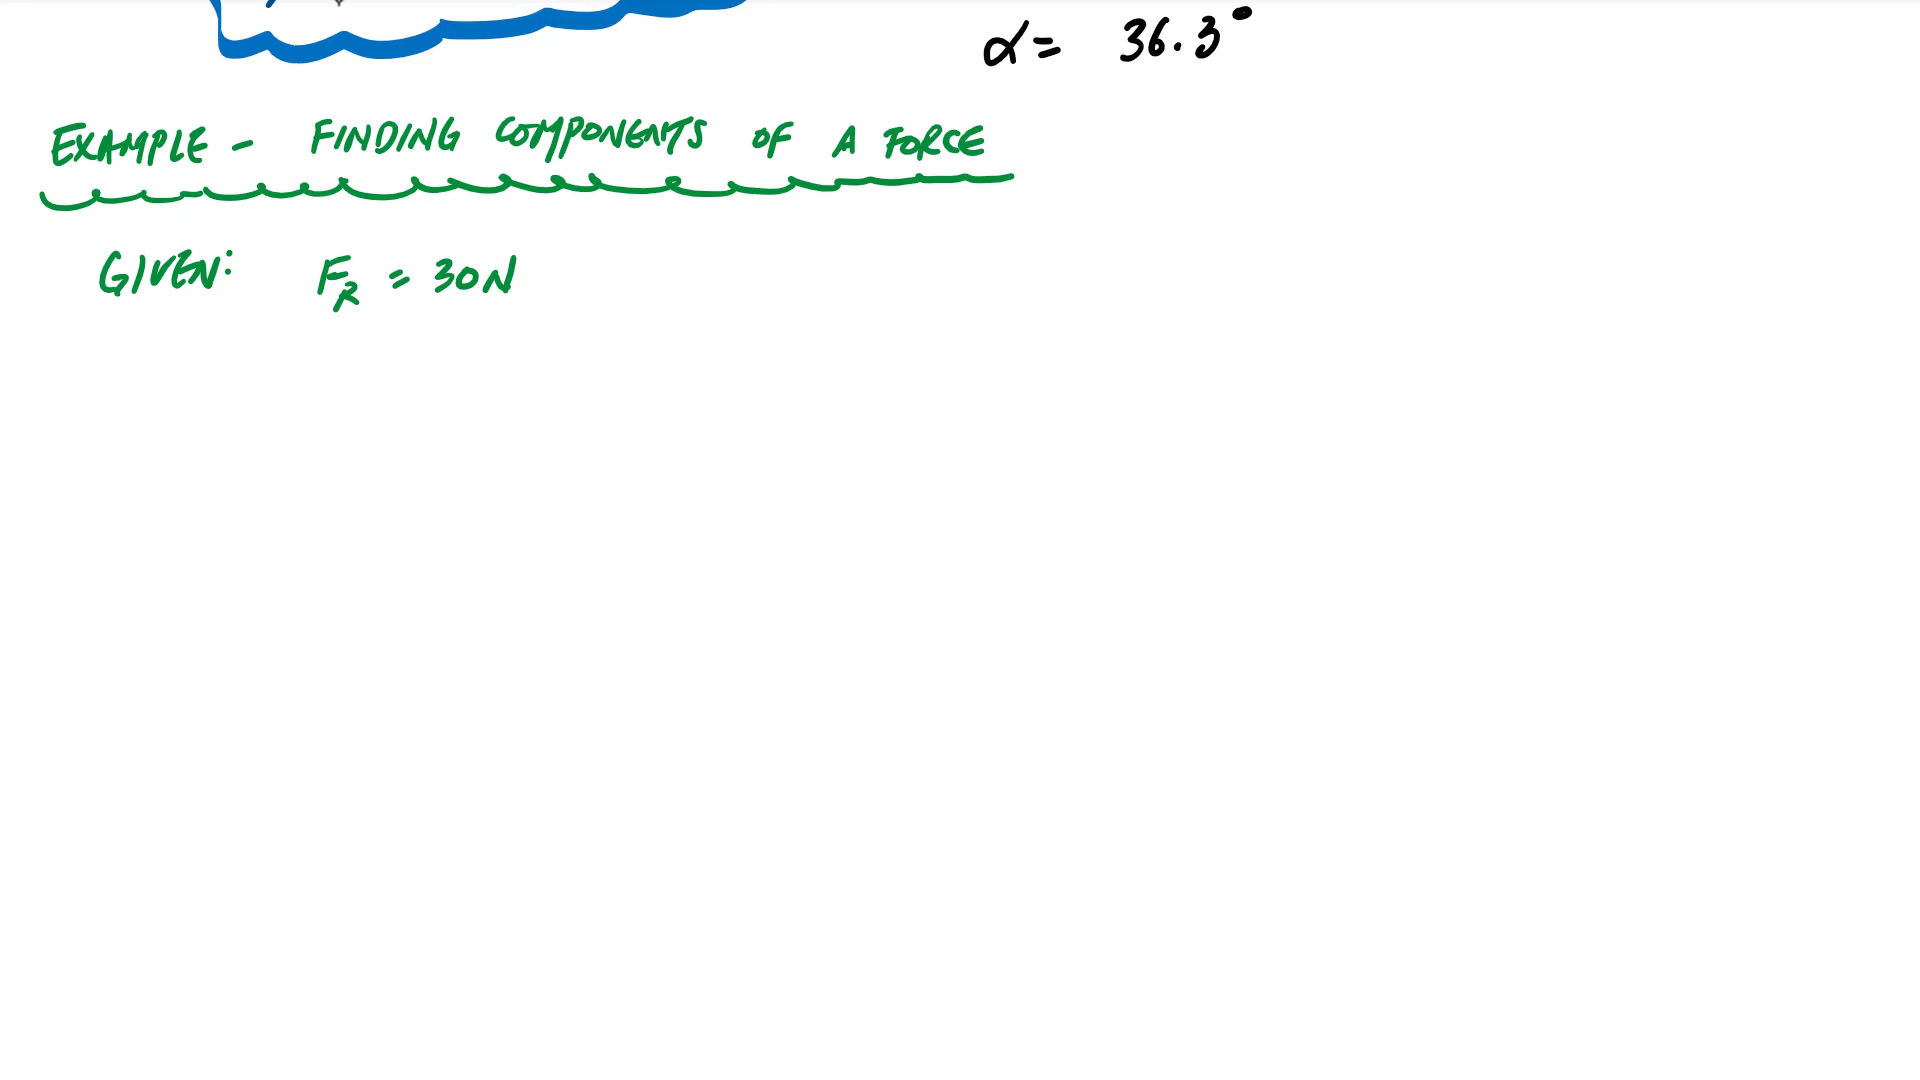 α = 36.3°
EXAMPLE - FINDING COMPONENTS OF A FORCE
GIVEN: F_R = 30N